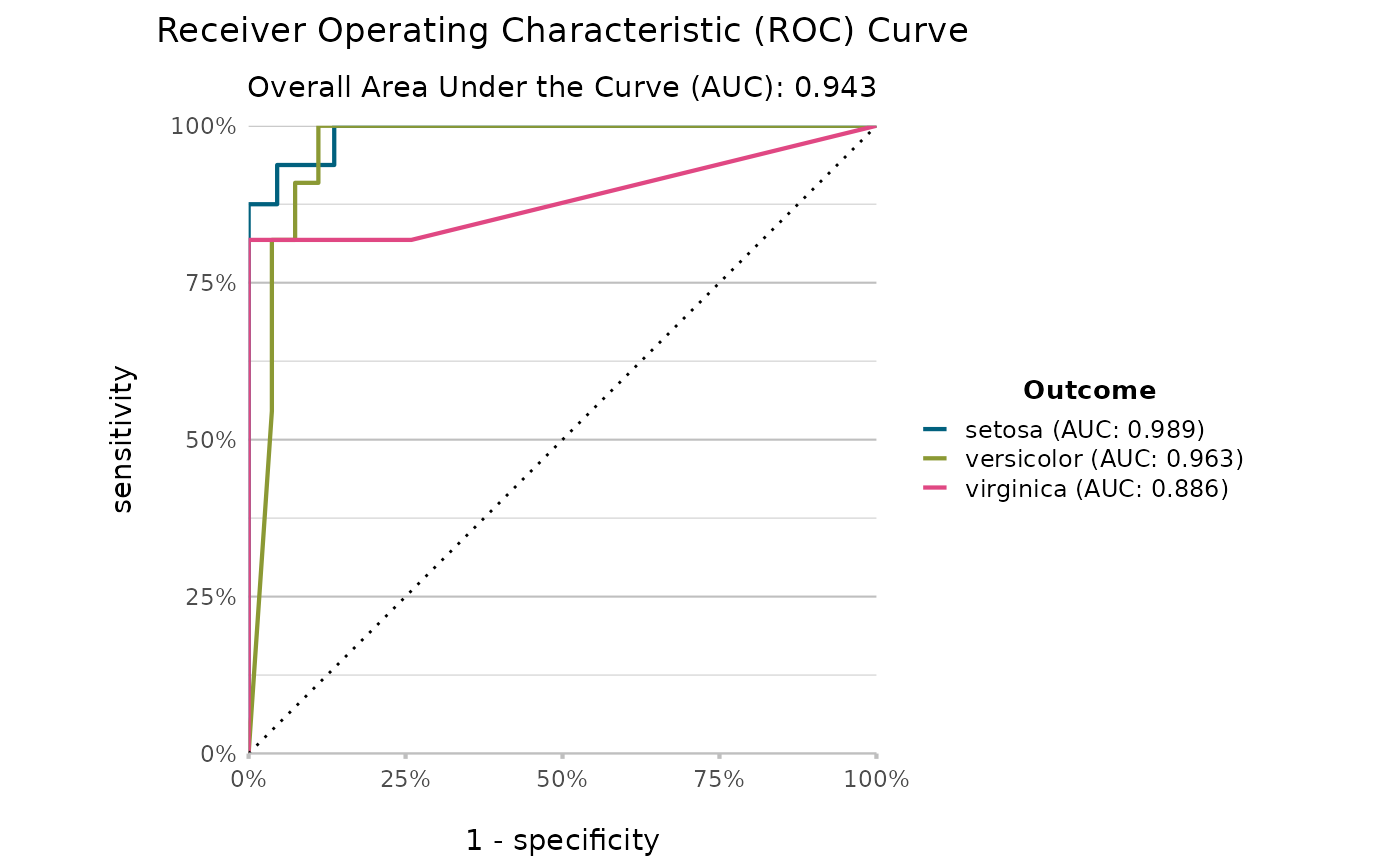 Receiver Operating Characteristic (ROC) Curve
Overall Area Under the Curve (AUC): 0.943
100%
75%
50%
25%
0%
sensitivity
0% 25% 50% 75% 100%
1 - specificity
Outcome
setosa (AUC: 0.989)
versicolor (AUC: 0.963)
virginica (AUC: 0.886)